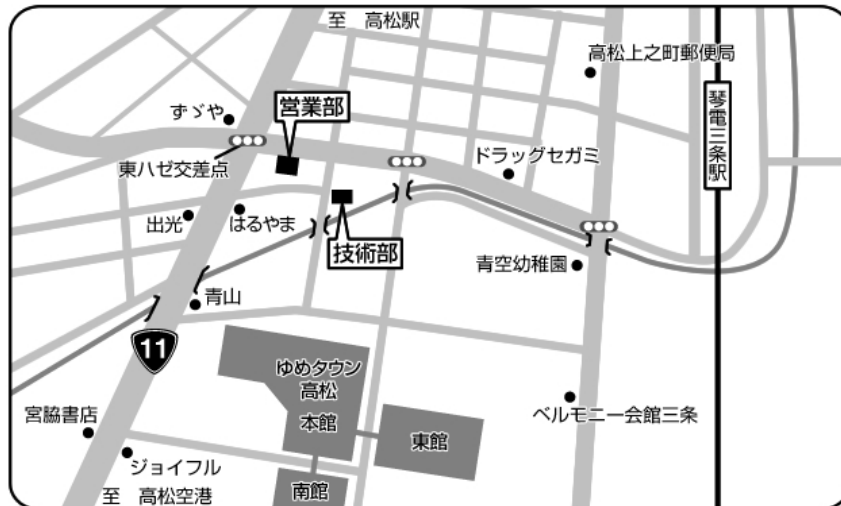 至 高松駅
高松上之町郵便局
ずゞや
営業部
琴電三条駅
東ハゼ交差点
ドラッグセガミ
出光
はるやま
技術部
青空幼稚園
青山
11
ゆめタウン
高松
本館
宮脇書店
東館
ベルモニー会館三条
ジョイフル
南館
至 高松空港